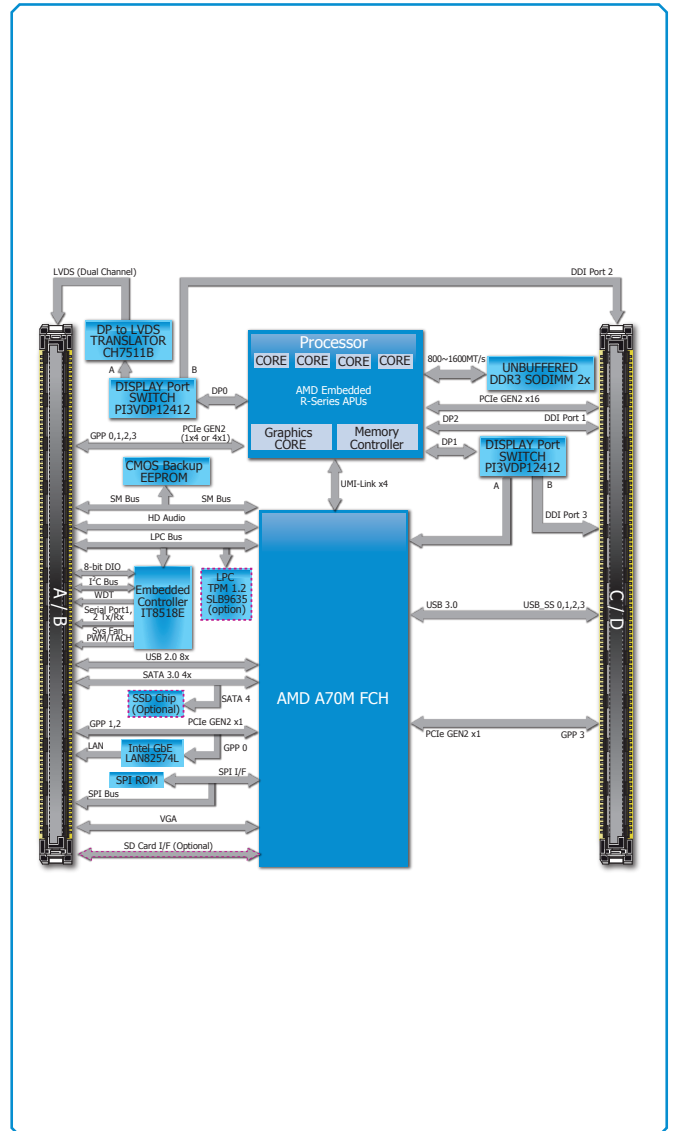 LVDS (Dual Channel)
DDI Port 2
DP to LVDS
TRANSLATOR
CH7511B
A
B
DISPLAY Port
SWITCH
PI3VDP12412
DP0
Processor
CORE CORE CORE CORE
AMD Embedded
R-Series APUs
Graphics
CORE
Memory
Controller
800~1600MT/s
UNBUFFERED
DDR3 SODIMM 2x
PCIe GEN2 x16
DP2
DDI Port 1
DP1
DISPLAY Port
SWITCH
PI3VDP12412
A
B
DDI Port 3
GPP 0,1,2,3
PCIe GEN2
(1x4 or 4x1)
CMOS Backup
EEPROM
UMI-Link x4
SM Bus
SM Bus
HD Audio
LPC Bus
8-bit DIO
I²C Bus
WDT
Serial Port1,
2 Tx/Rx
Sys Fan
PWM/TACH
Embedded
Controller
IT8518E
LPC
TPM 1.2
SLB9635
(option)
A / B
C / D
USB 3.0
USB_SS 0,1,2,3
USB 2.0 8x
SATA 3.0 4x
SSD Chip
(Optional)
SATA 4
AMD A70M FCH
GPP 1,2
PCIe GEN2 x1
LAN
Intel GbE
LAN82574L
GPP 0
PCIe GEN2 x1
GPP 3
SPI ROM
SPI I/F
SPI Bus
VGA
SD Card I/F (Optional)